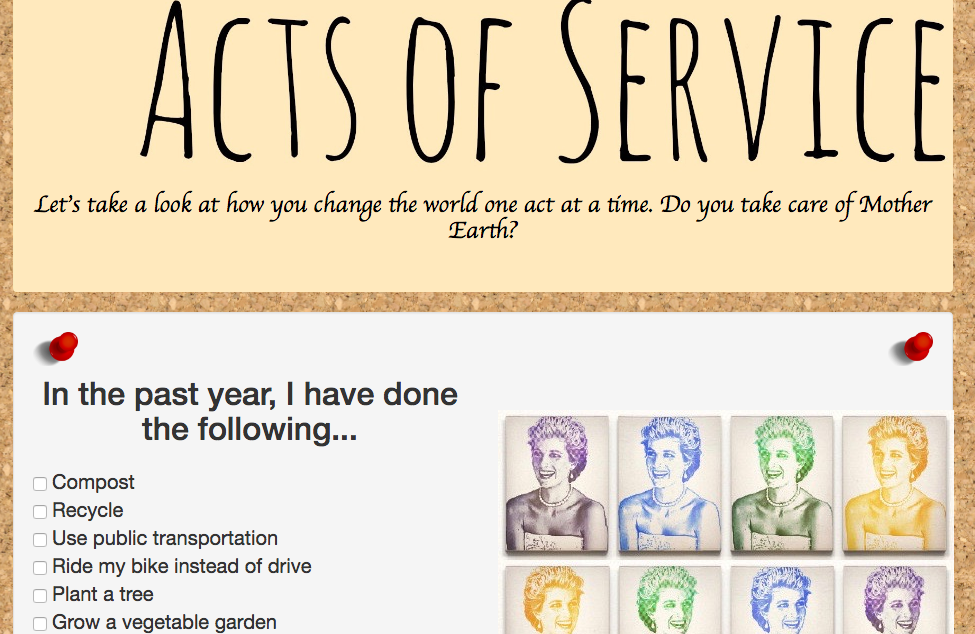 Acts of Service
Let's take a look at how you change the world one act at a time. Do you take care of Mother
Earth?
In the past year, I have done
the following...
Compost
Recycle
Use public transportation
Ride my bike instead of drive
Plant a tree
Grow a vegetable garden